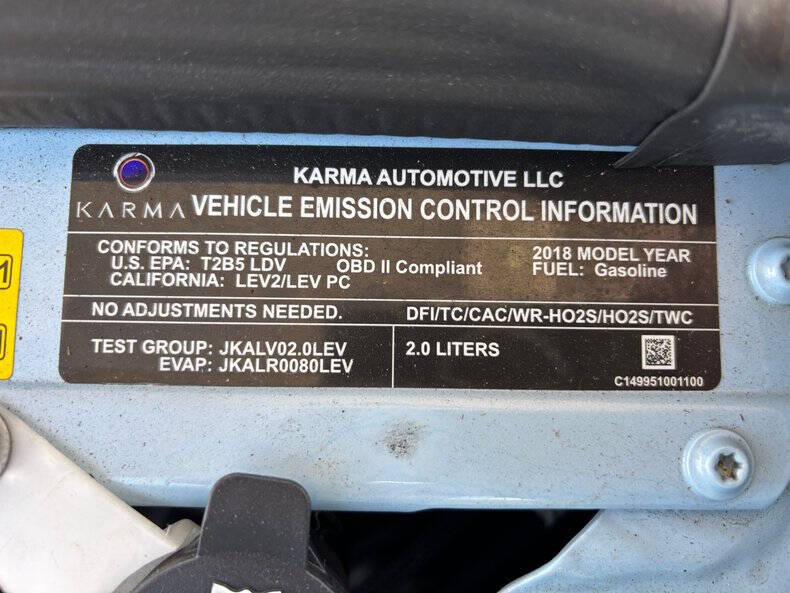 KARMA AUTOMOTIVE LLC
KARMA VEHICLE EMISSION CONTROL INFORMATION
CONFORMS TO REGULATIONS:
U.S. EPA: T2B5 LDV OBD II Compliant
CALIFORNIA: LEV2/LEV PC
2018 MODEL YEAR
FUEL: Gasoline
NO ADJUSTMENTS NEEDED. DFI/TC/CAC/WR-HO2S/HO2S/TWC
TEST GROUP: JKALV02.0LEV
EVAP: JKALR0080LEV
2.0 LITERS
C149951001100